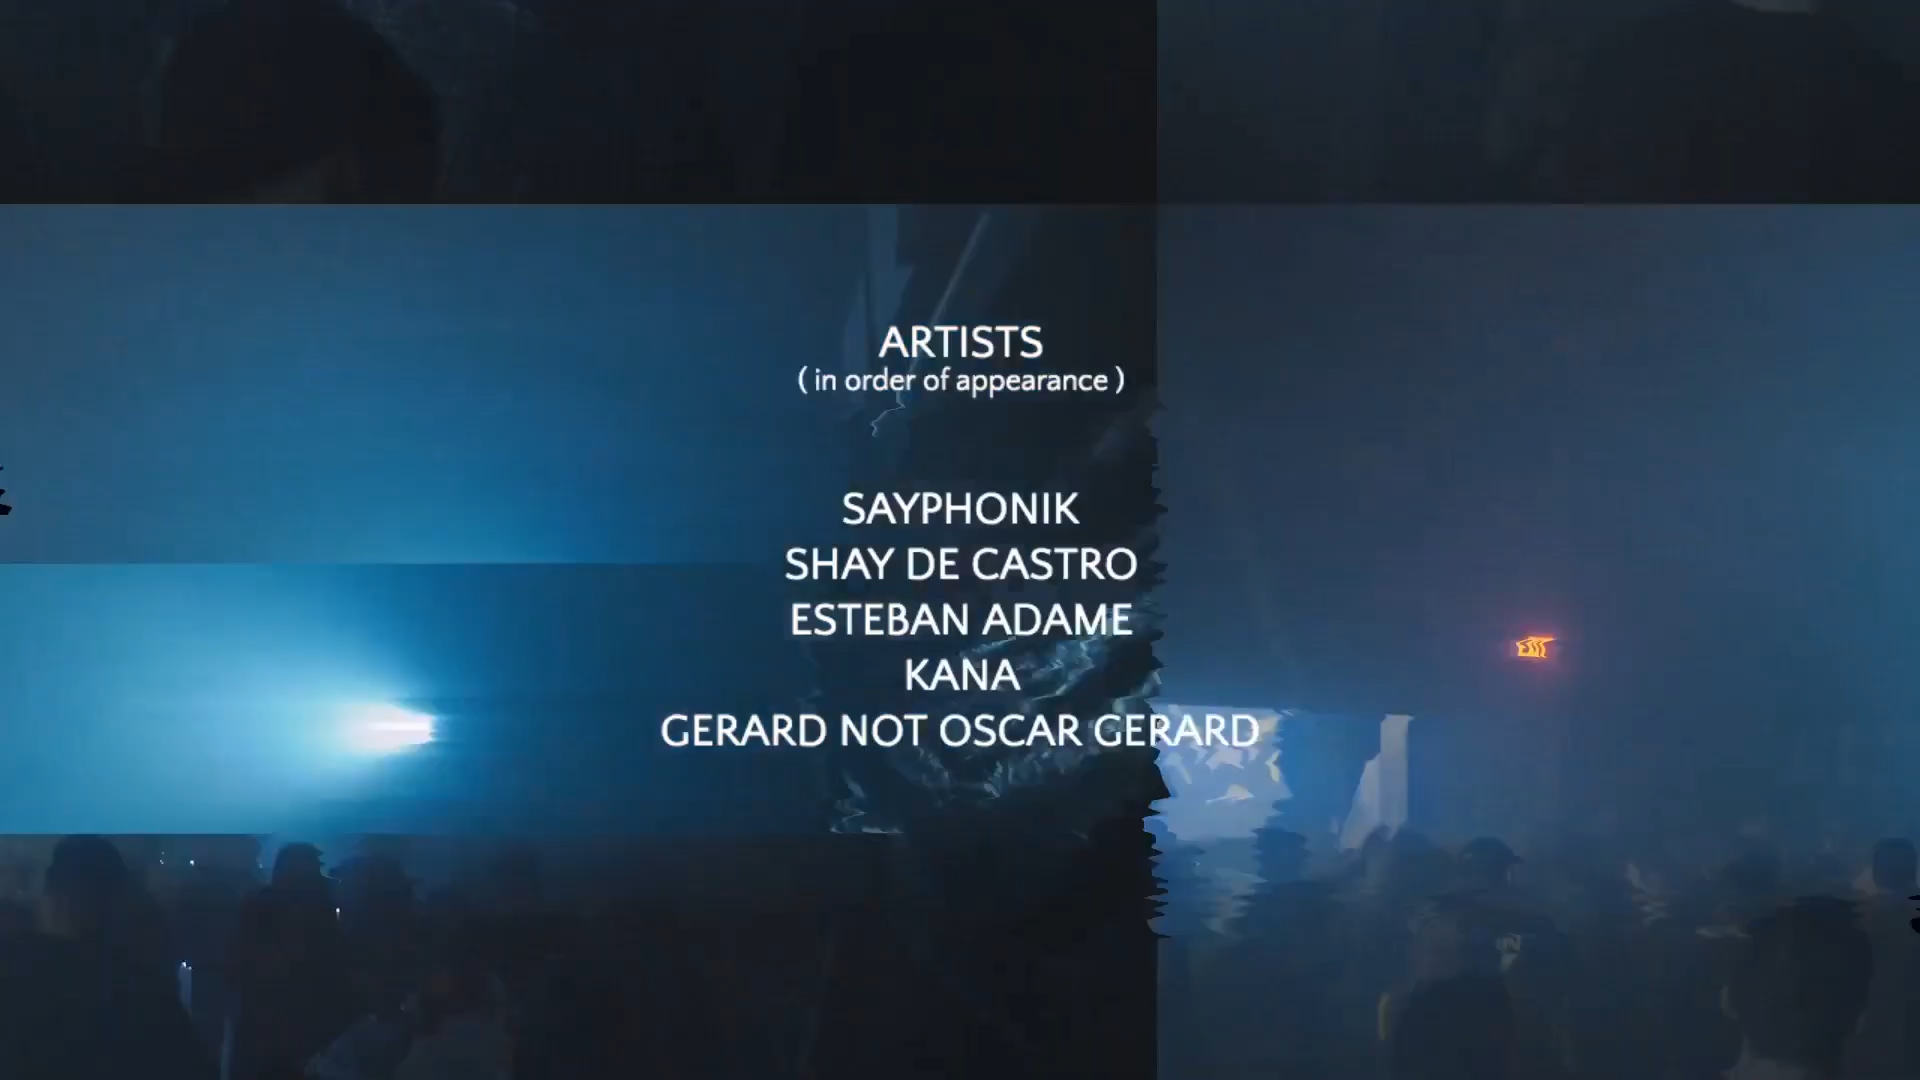 ARTISTS
( in order of appearance )
SAYPHONIK
SHAY DE CASTRO
ESTEBAN ADAME
KANA
GERARD NOT OSCAR GERARD